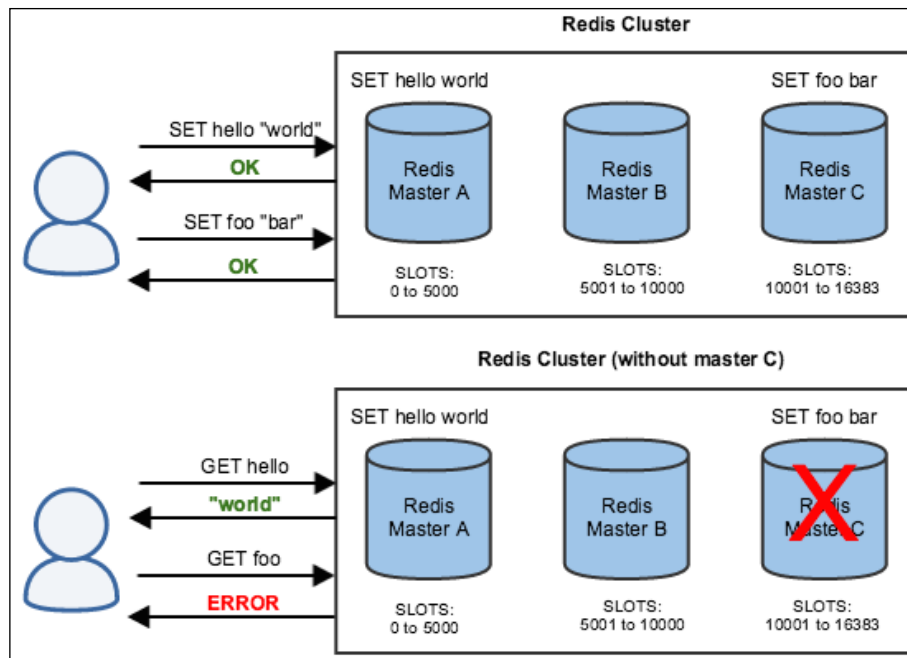 Redis Cluster
SET hello world
SET foo bar
SET hello "world"
OK
SET foo "bar"
OK
Redis
Master A
Redis
Master B
Redis
Master C
SLOTS:
0 to 5000
SLOTS:
5001 to 10000
SLOTS:
10001 to 16383
Redis Cluster (without master C)
SET hello world
SET foo bar
GET hello
"world"
GET foo
ERROR
Redis
Master A
Redis
Master B
Redis
Master C
X
SLOTS:
0 to 5000
SLOTS:
5001 to 10000
SLOTS:
10001 to 16383